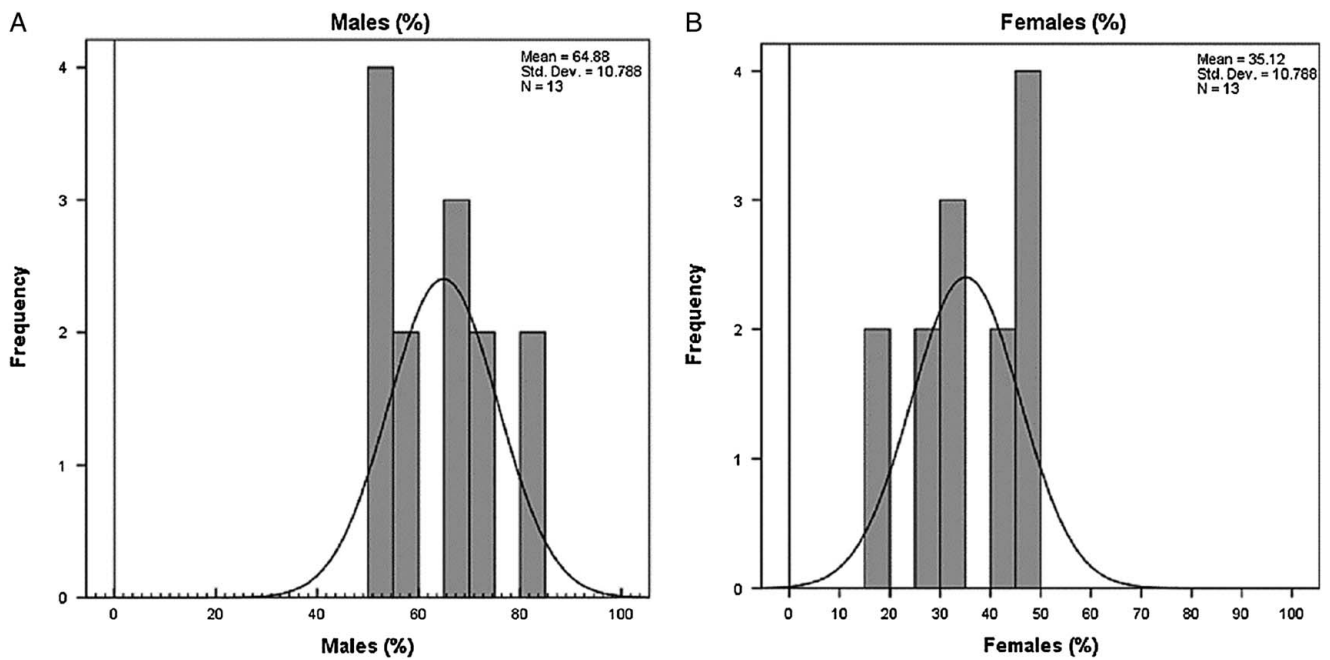 A
Males (%)
Mean = 64.88
Std. Dev. = 10.788
N = 13
Frequency
4
3
2
1
0
0 20 40 60 80 100
Males (%)
B
Females (%)
Mean = 35.12
Std. Dev. = 10.788
N = 13
Frequency
4
3
2
1
0
0 10 20 30 40 50 60 70 80 90 100
Females (%)